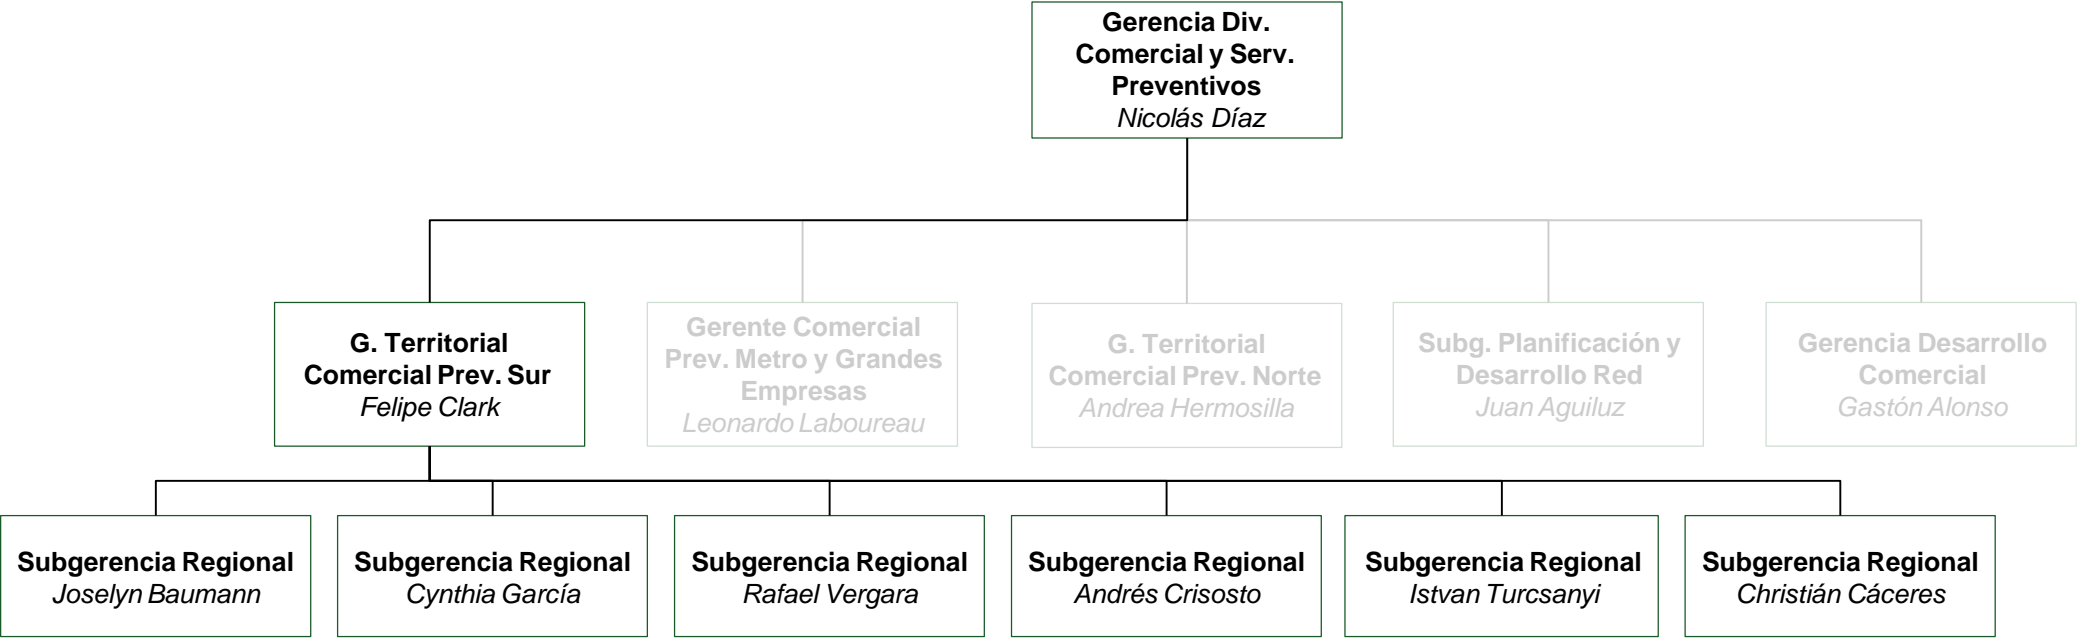 Gerencia Div.
Comercial y Serv.
Preventivos
Nicolás Díaz
G. Territorial
Comercial Prev. Sur
Felipe Clark
Gerente Comercial
Prev. Metro y Grandes
Empresas
Leonardo Laboureau
G. Territorial
Comercial Prev. Norte
Andrea Hermosilla
Subg. Planificación y
Desarrollo Red
Juan Aguiluz
Gerencia Desarrollo
Comercial
Gastón Alonso
Subgerencia Regional
Joselyn Baumann
Subgerencia Regional
Cynthia García
Subgerencia Regional
Rafael Vergara
Subgerencia Regional
Andrés Crisosto
Subgerencia Regional
Istvan Turcsanyi
Subgerencia Regional
Christián Cáceres